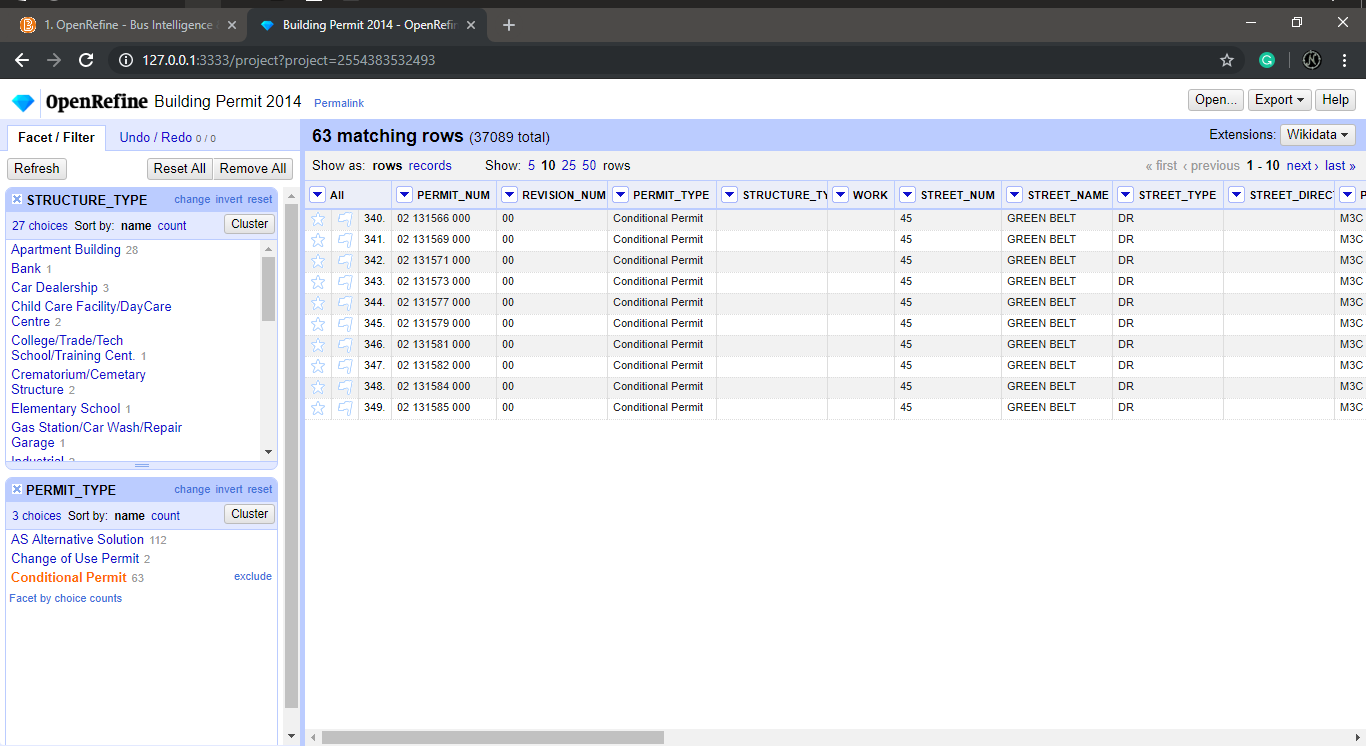 1. OpenRefine - Bus Intelligence
Building Permit 2014 - OpenRefin
127.0.0.1:3333/project?project=2554383532493
OpenRefine Building Permit 2014 Permalink
Open... Export Help
Facet / Filter Undo / Redo 0 / 0
63 matching rows (37089 total)
Extensions: Wikidata
Refresh Reset All Remove All
Show as: rows records Show: 5 10 25 50 rows
« first ‹ previous 1 - 10 next › last »
STRUCTURE_TYPE change invert reset
27 choices Sort by: name count Cluster
Apartment Building 28
Bank 1
Car Dealership 3
Child Care Facility/DayCare
Centre 2
College/Trade/Tech
School/Training Cent. 1
Crematorium/Cemetary
Structure 2
Elementary School 1
Gas Station/Car Wash/Repair
Garage 1
Industrial
PERMIT_TYPE change invert reset
3 choices Sort by: name count Cluster
AS Alternative Solution 112
Change of Use Permit 2
Conditional Permit 63 exclude
Facet by choice counts
All PERMIT_NUM REVISION_NUM PERMIT_TYPE STRUCTURE_TY WORK STREET_NUM STREET_NAME STREET_TYPE STREET_DIREC P
340. 02 131566 000 00 Conditional Permit 45 GREEN BELT DR M3C
341. 02 131569 000 00 Conditional Permit 45 GREEN BELT DR M3C
342. 02 131571 000 00 Conditional Permit 45 GREEN BELT DR M3C
343. 02 131573 000 00 Conditional Permit 45 GREEN BELT DR M3C
344. 02 131577 000 00 Conditional Permit 45 GREEN BELT DR M3C
345. 02 131579 000 00 Conditional Permit 45 GREEN BELT DR M3C
346. 02 131581 000 00 Conditional Permit 45 GREEN BELT DR M3C
347. 02 131582 000 00 Conditional Permit 45 GREEN BELT DR M3C
348. 02 131584 000 00 Conditional Permit 45 GREEN BELT DR M3C
349. 02 131585 000 00 Conditional Permit 45 GREEN BELT DR M3C